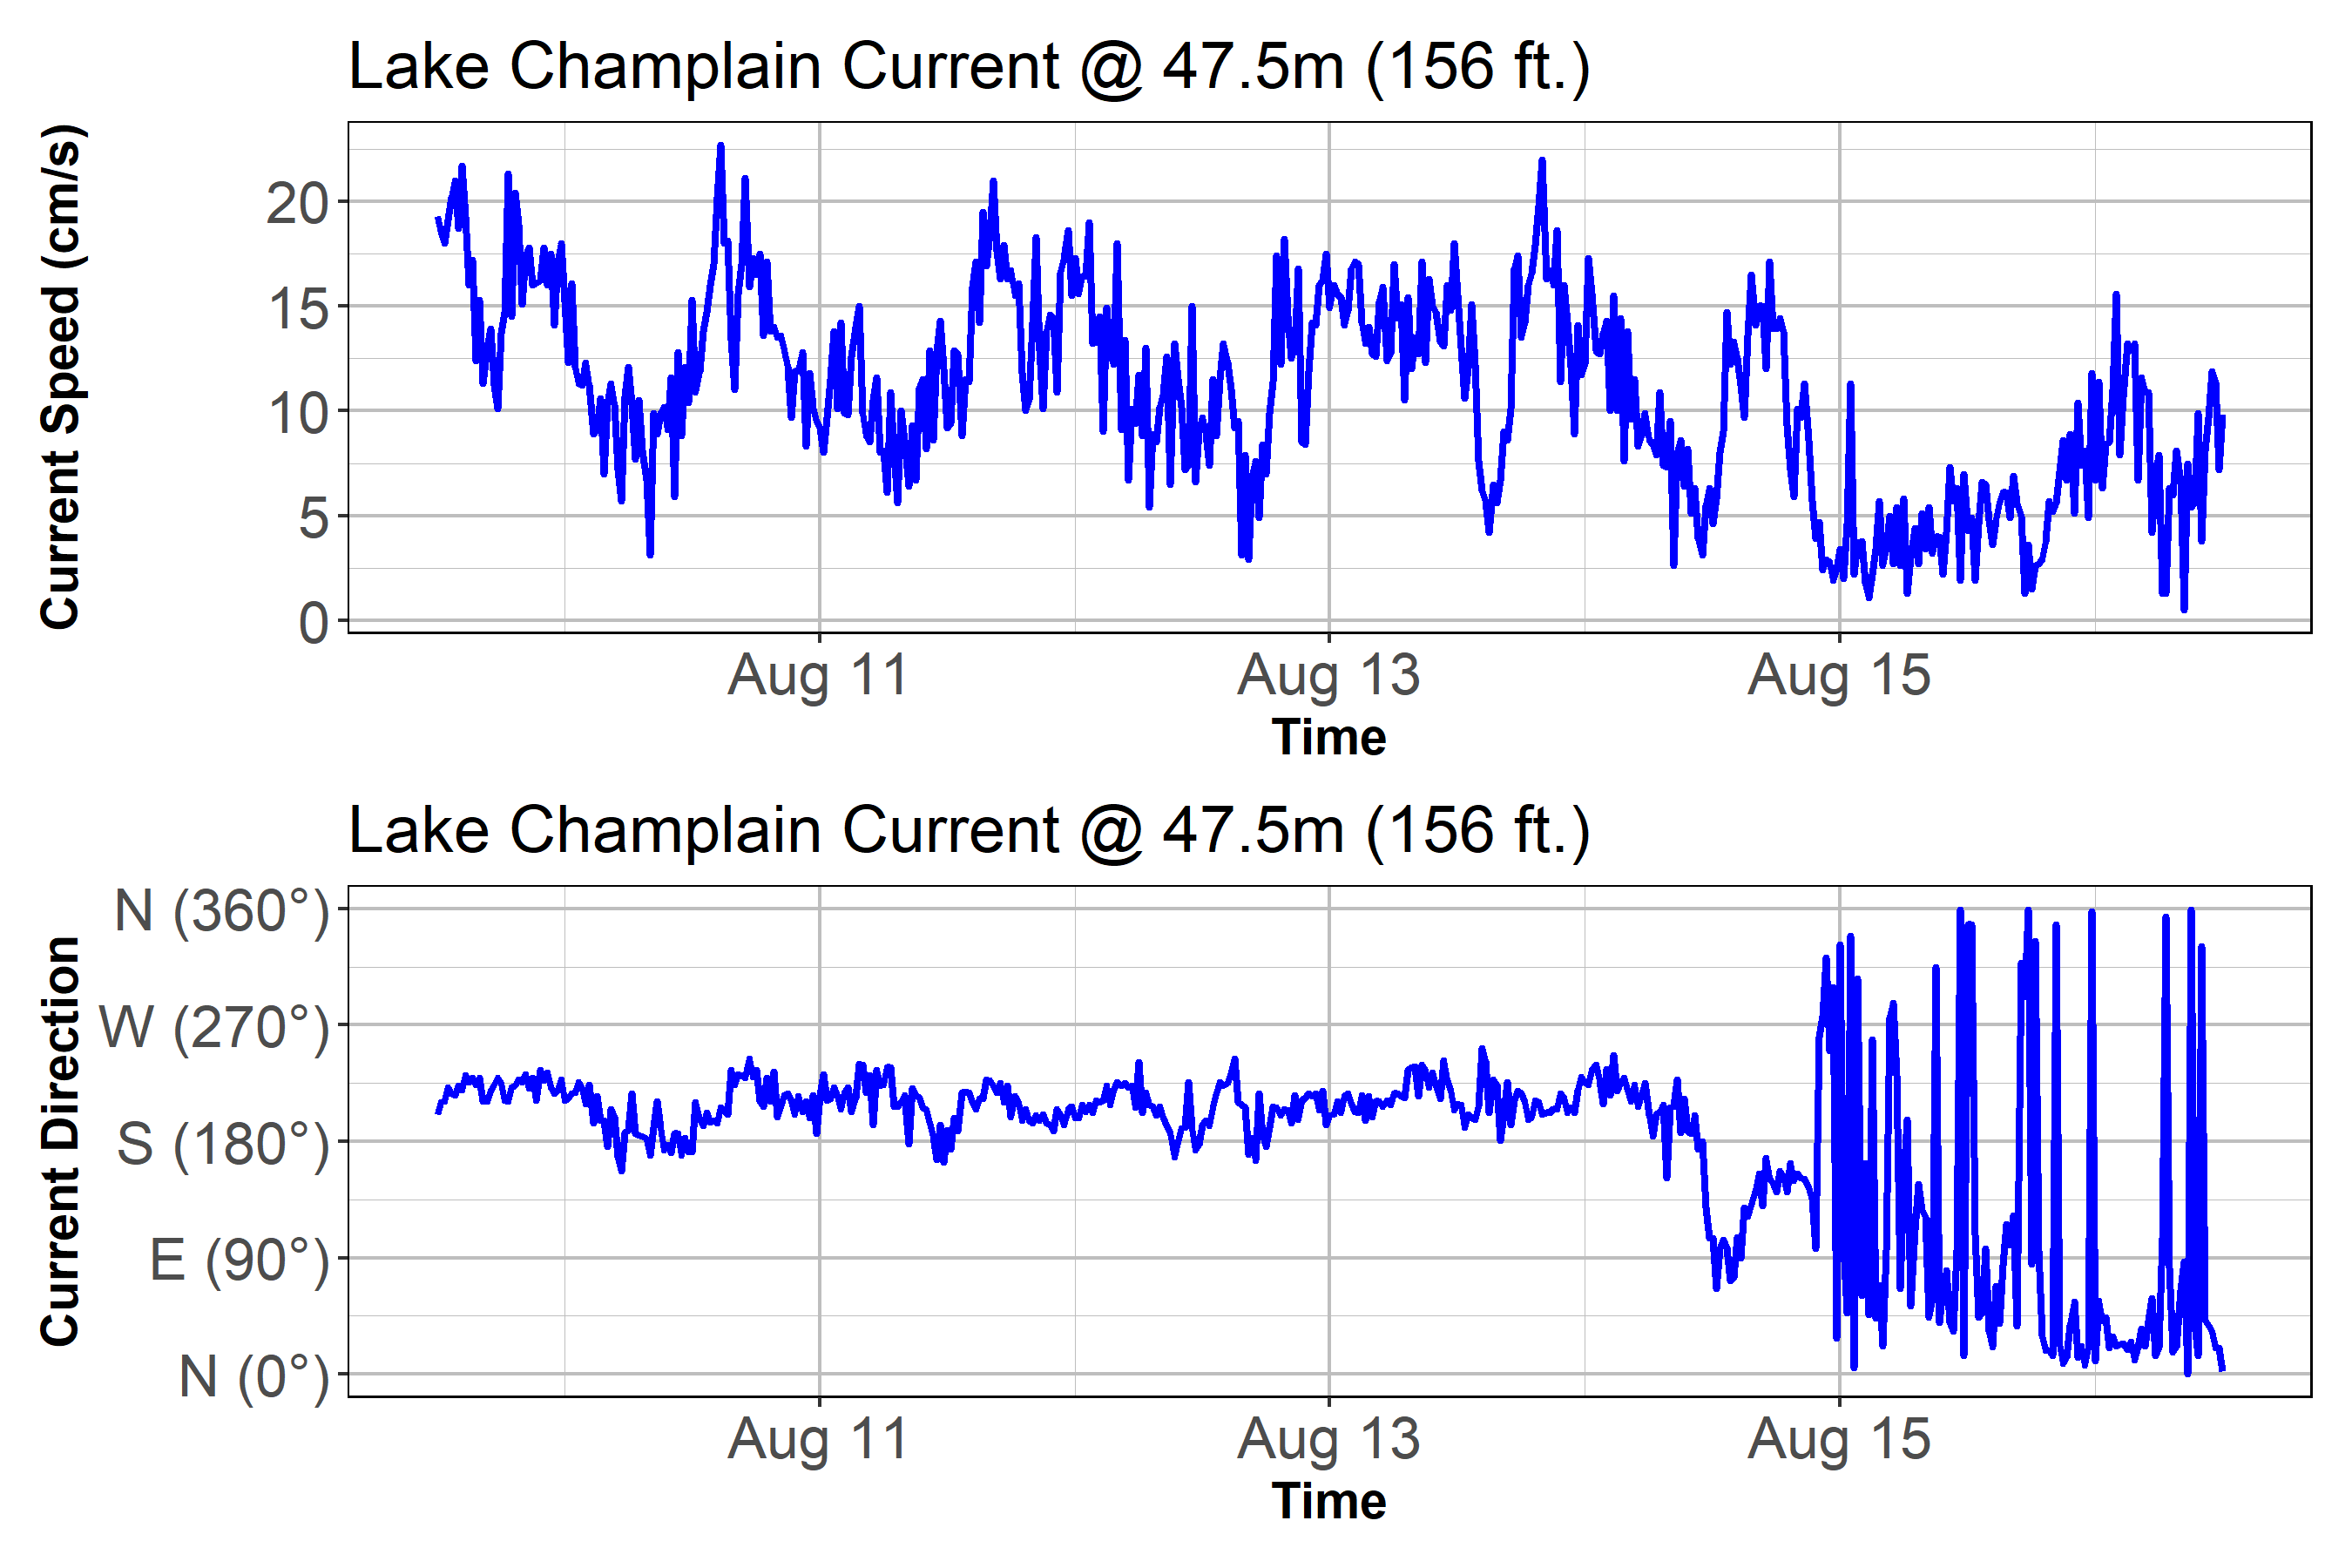 Lake Champlain Current @ 47.5m (156 ft.)
Current Speed (cm/s)
20
15
10
5
0
Aug 11
Aug 13
Aug 15
Time
Lake Champlain Current @ 47.5m (156 ft.)
Current Direction
N (360°)
W (270°)
S (180°)
E (90°)
N (0°)
Aug 11
Aug 13
Aug 15
Time